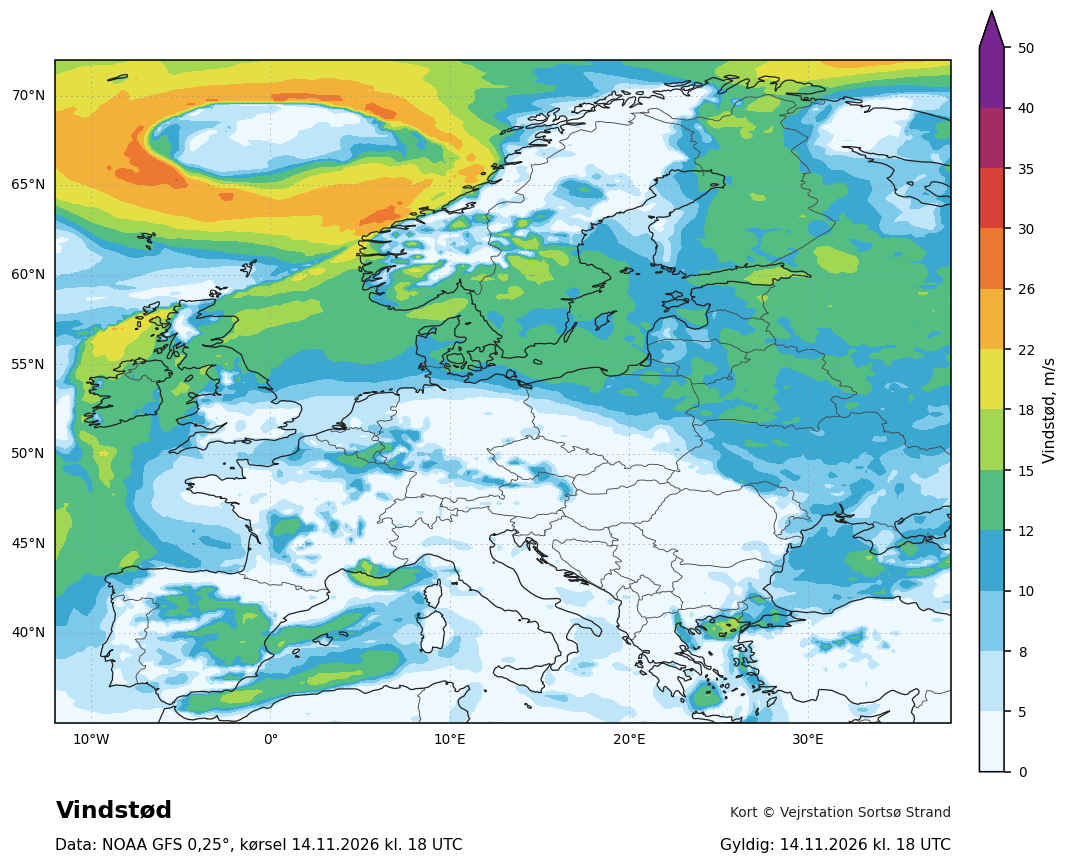 70°N
65°N
60°N
55°N
50°N
45°N
40°N
10°W
0°
10°E
20°E
30°E
50
40
35
30
26
22
18
15
12
10
8
5
0
Vindstød, m/s
Vindstød
Kort © Vejrstation Sortsø Strand
Data: NOAA GFS 0,25°, kørsel 14.11.2026 kl. 18 UTC
Gyldig: 14.11.2026 kl. 18 UTC